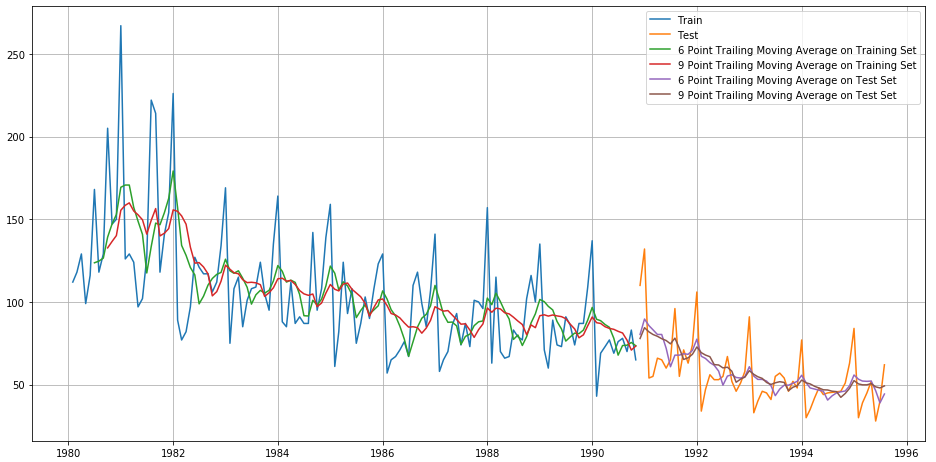 Train
Test
6 Point Trailing Moving Average on Training Set
9 Point Trailing Moving Average on Training Set
6 Point Trailing Moving Average on Test Set
9 Point Trailing Moving Average on Test Set
250
200
150
100
50
1980 1982 1984 1986 1988 1990 1992 1994 1996